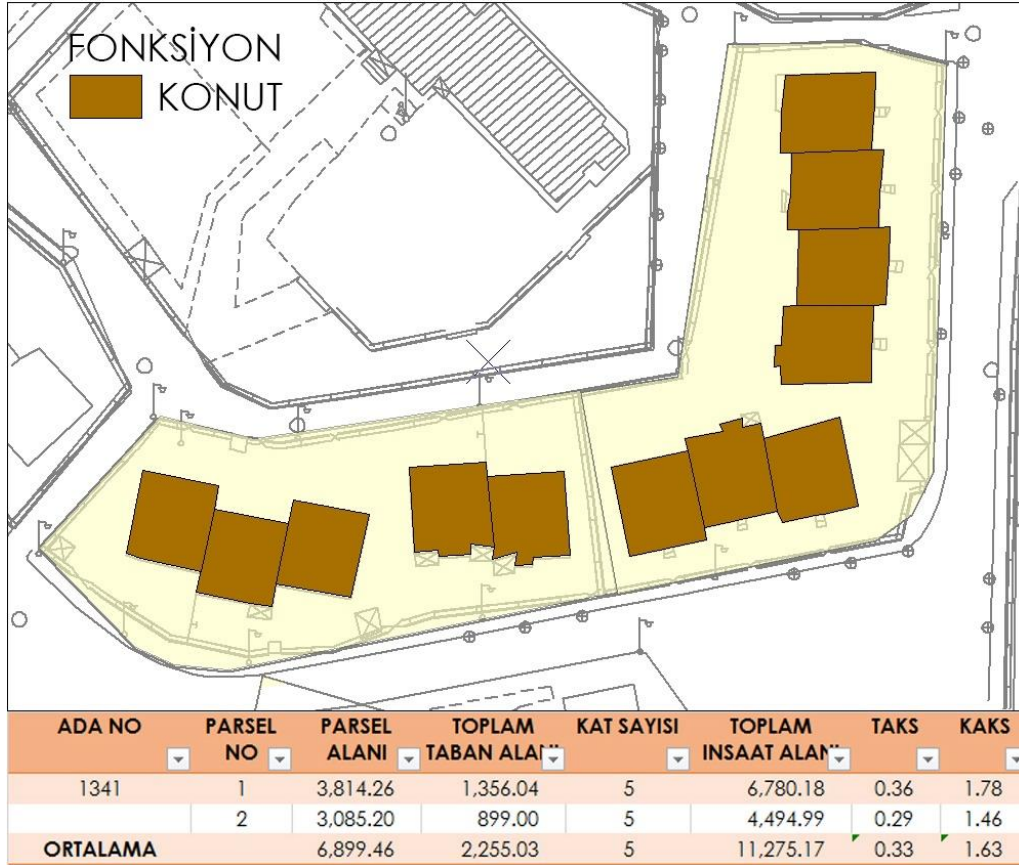 FONKSİYON
KONUT
ADA NO PARSEL NO PARSEL ALANI TOPLAM TABAN ALANI KAT SAYISI TOPLAM INSAAT ALANI TAKS KAKS
1341 1 3,814.26 1,356.04 5 6,780.18 0.36 1.78
2 3,085.20 899.00 5 4,494.99 0.29 1.46
ORTALAMA 6,899.46 2,255.03 5 11,275.17 0.33 1.63